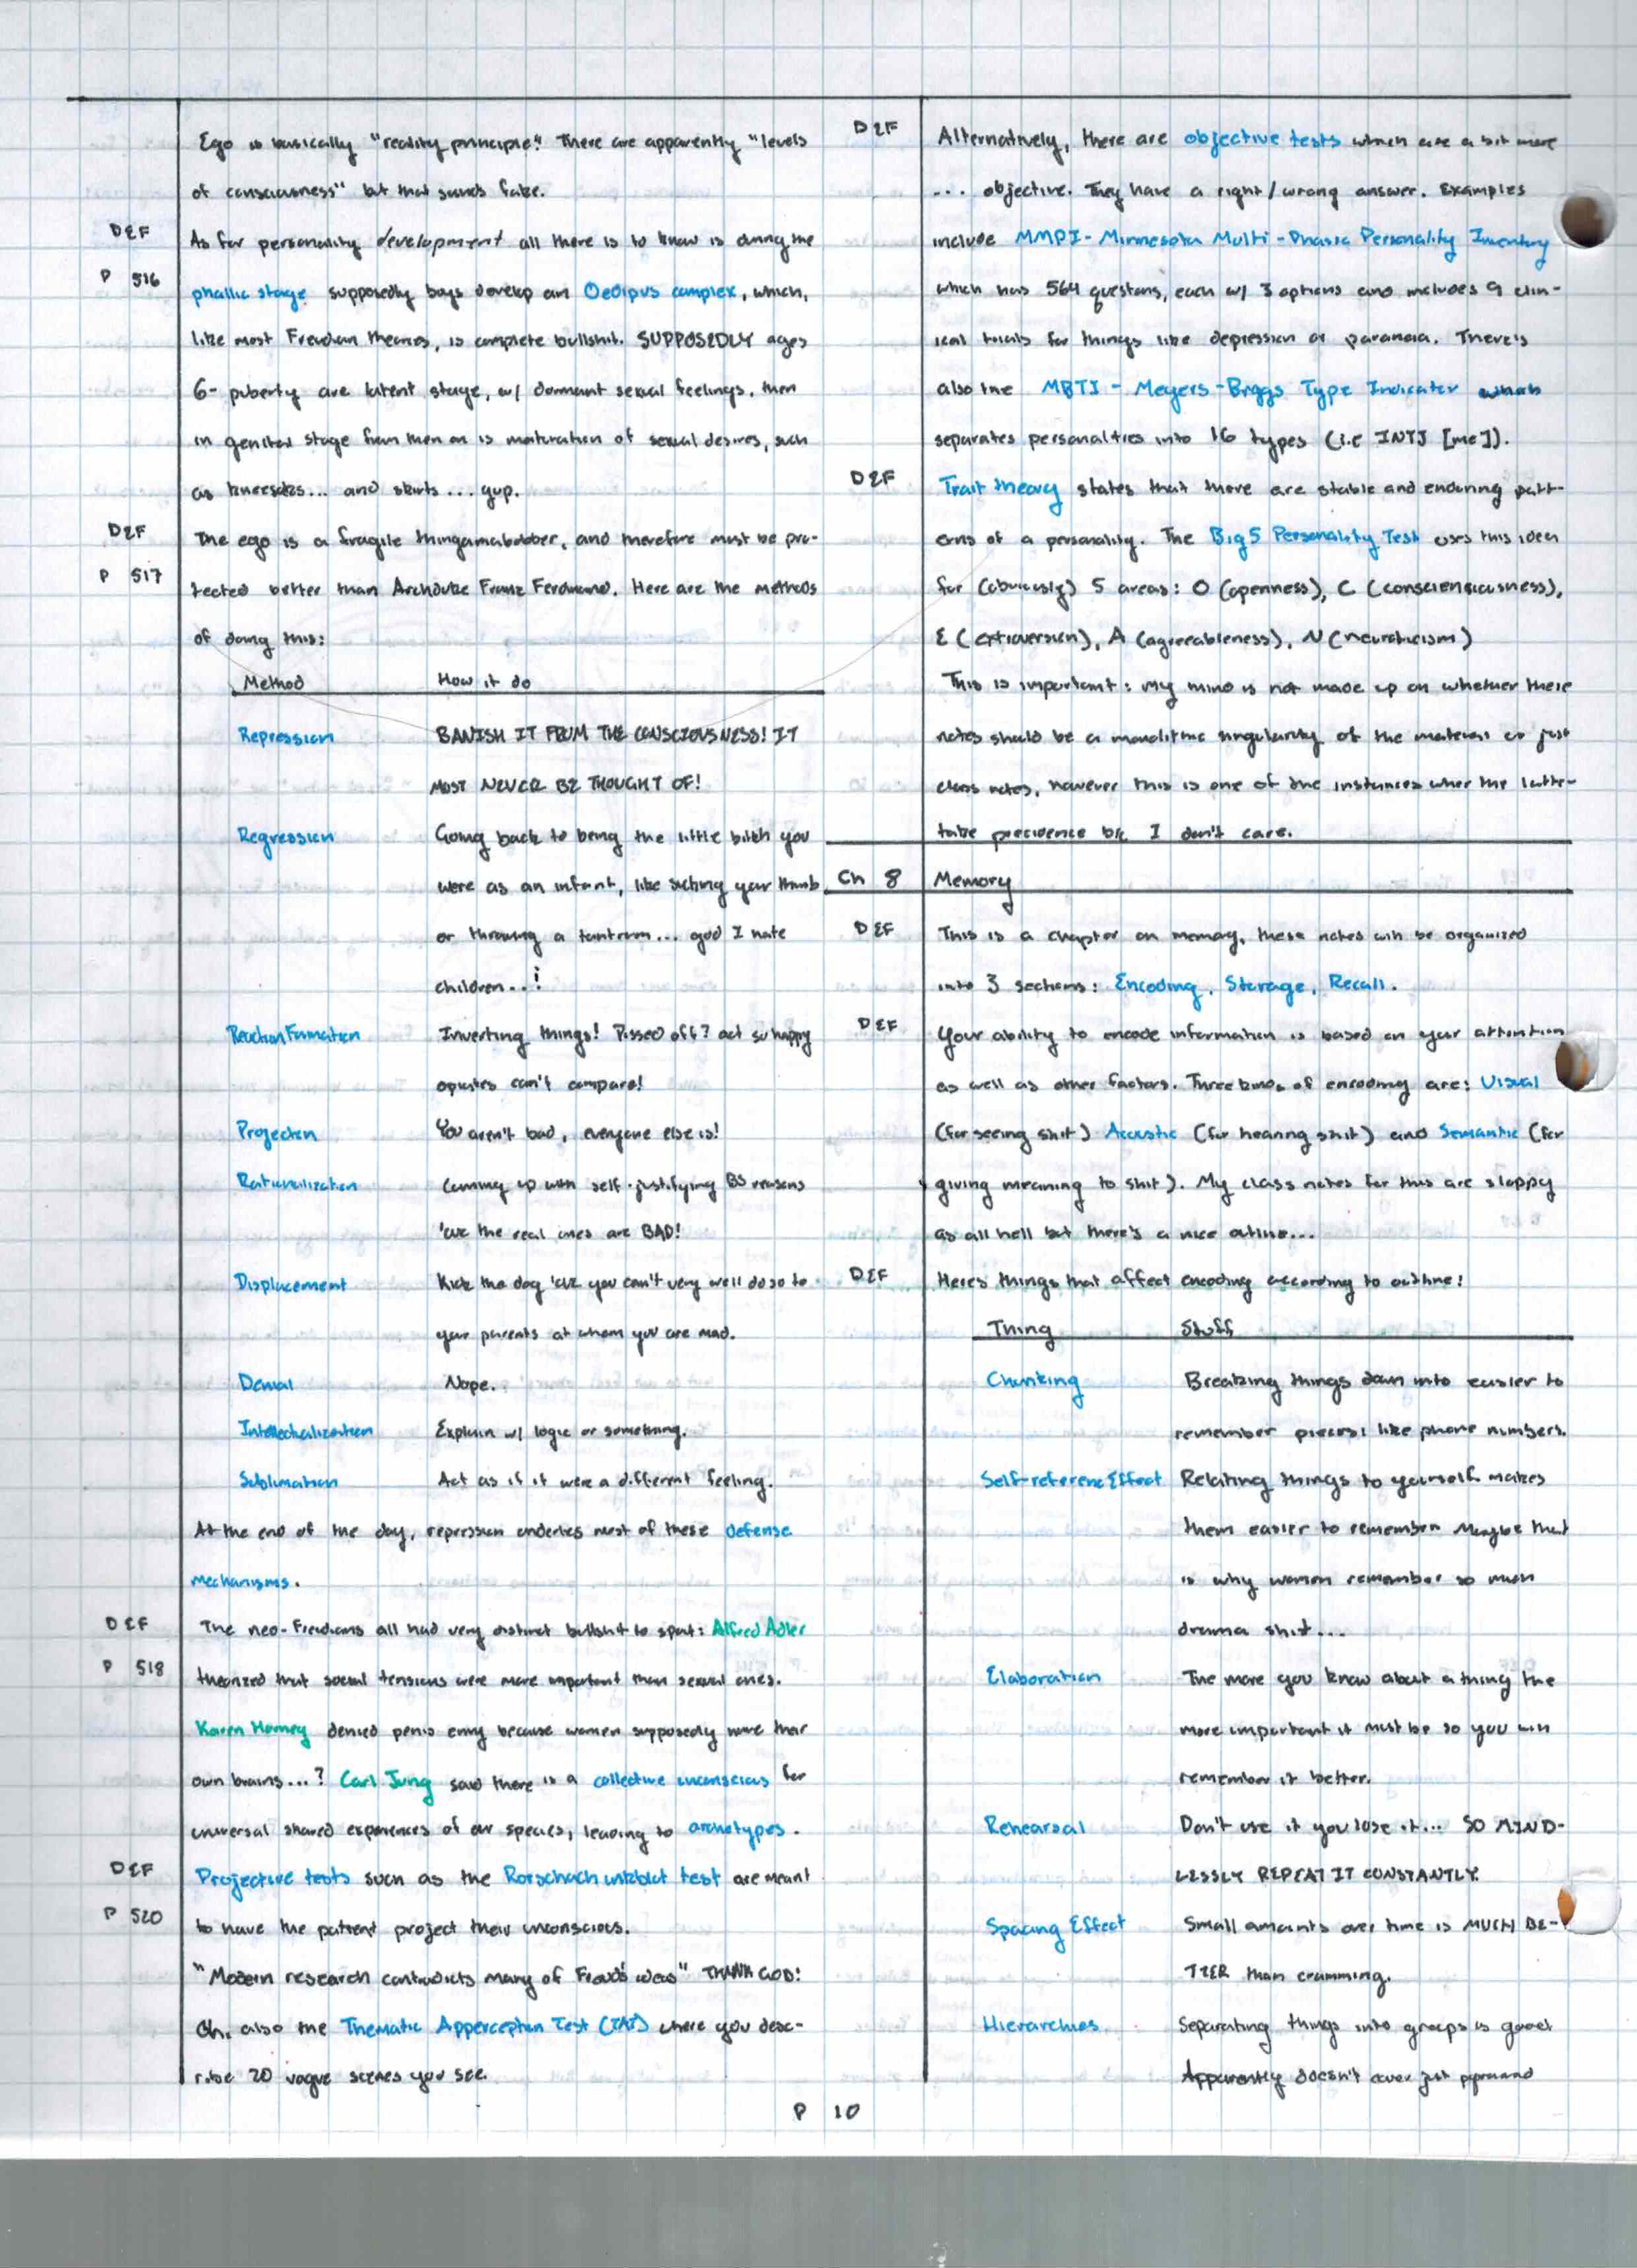 Ego is basically "reality principle". There are apparently "levels
of consciousness" but that sounds fake.
DEF
As for personality development all there is to know is during the
P 516
phallic stage supposedly boys develop an Oedipus complex, which,
like most Freudian theories, is complete bullshit. SUPPOSEDLY ages
6- puberty are latent stage, w/ dormant sexual feelings, then
in genital stage from then on is maturation of sexual desires, such
as kneesocks... and skirts... yup.
DEF
The ego is a fragile thingamabobber, and therefore must be pro-
P 517
tected better than Archduke Franz Ferdinand. Here are the methods
of doing this:
Method How it do
Repression BANISH IT FROM THE CONSCIOUSNESS! IT
MUST NEVER BE THOUGHT OF!
Regression Going back to being the little bitch you
were as an infant, like sucking your thumb
or throwing a tantrum... god I hate
children...!
Reaction Formation Inverting things! Pissed off? act so happy
opiates can't compare!
Projection You aren't bad, everyone else is!
Rationalization Coming up with self-justifying BS reasons
'cuz the real ones are BAD!
Displacement Kick the dog 'cuz you can't very well do so to
your parents at whom you are mad.
Denial Nope.
Intellectualization Explain w/ logic or something.
Sublimation Act as if it were a different feeling.
At the end of the day, repression underlies most of these defense
mechanisms.
DEF
The neo-Freudians all had very distinct bullshit to spout: Alfred Adler
P 518
theorized that social tensions were more important than sexual ones.
Karen Horney denied penis envy because women supposedly have their
own brains...? Carl Jung said there is a collective unconscious for
universal shared experiences of our species, leading to archetypes.
DEF
Projective tests such as the Rorschach inkblot test are meant
P 520
to have the patient project their unconscious.
"Modern research contradicts many of Freud's ideas" THANK GOD!
Oh, also the Thematic Apperception Test (TAT) where you desc-
ribe 20 vague scenes you see.
DEF
Alternatively, there are objective tests which are a bit more
... objective. They have a right/wrong answer. Examples
include MMPI - Minnesota Multi-Phasic Personality Inventory
which has 564 questions, each w/ 3 options and includes 9 clin-
ical for things like depression or paranoia. There's
also the MBTI - Meyers-Briggs Type Indicator which
separates personalties into 16 types (i.e INTJ [me]).
DEF
Trait theory states that there are stable and enduring patt-
erns of a personality. The Big 5 Personality Test uses this idea
for (obviously) 5 areas: O (openness), C (consciensiousness),
E (extroversion), A (agreeableness), N (neuroticism)
This is important: my mind is not made up on whether these
notes should be a monolithic singularity of the material or just
class notes, however this is one of the instances wher the latter
take precidence b/c I don't care.
Ch 8 Memory
DEF
This is a chapter on memory, these notes will be organized
into 3 sections: Encoding, Storage, Recall.
DEF
Your ability to encode information is based on your attention
as well as other factors. Three kinds of encoding are: Visual
(for seeing shit) Acoustic (for hearing shit) and Semantic (for
giving meaning to shit). My class notes for this are sloppy
as all hell but there's a nice outline...
DEF
Here's things that affect encoding according to outline:
Thing Stuff
Chunking Breaking things down into easier to
remember pieces; like phone numbers.
Self-reference Effect Relating things to yourself makes
them easier to remember Maybe that
is why women remember so much
drama shit...
Elaboration The more you know about a thing the
more important it must be so you will
remember it better.
Rehearsal Don't use it you lose it... SO MIND-
LESSLY REPEAT IT CONSTANTLY.
Spacing Effect Small amounts over time is MUCH BE-
TTER than cramming.
Hierarchies Separating things into groups is good
Apparently doesn't cover just pyramid
P 10